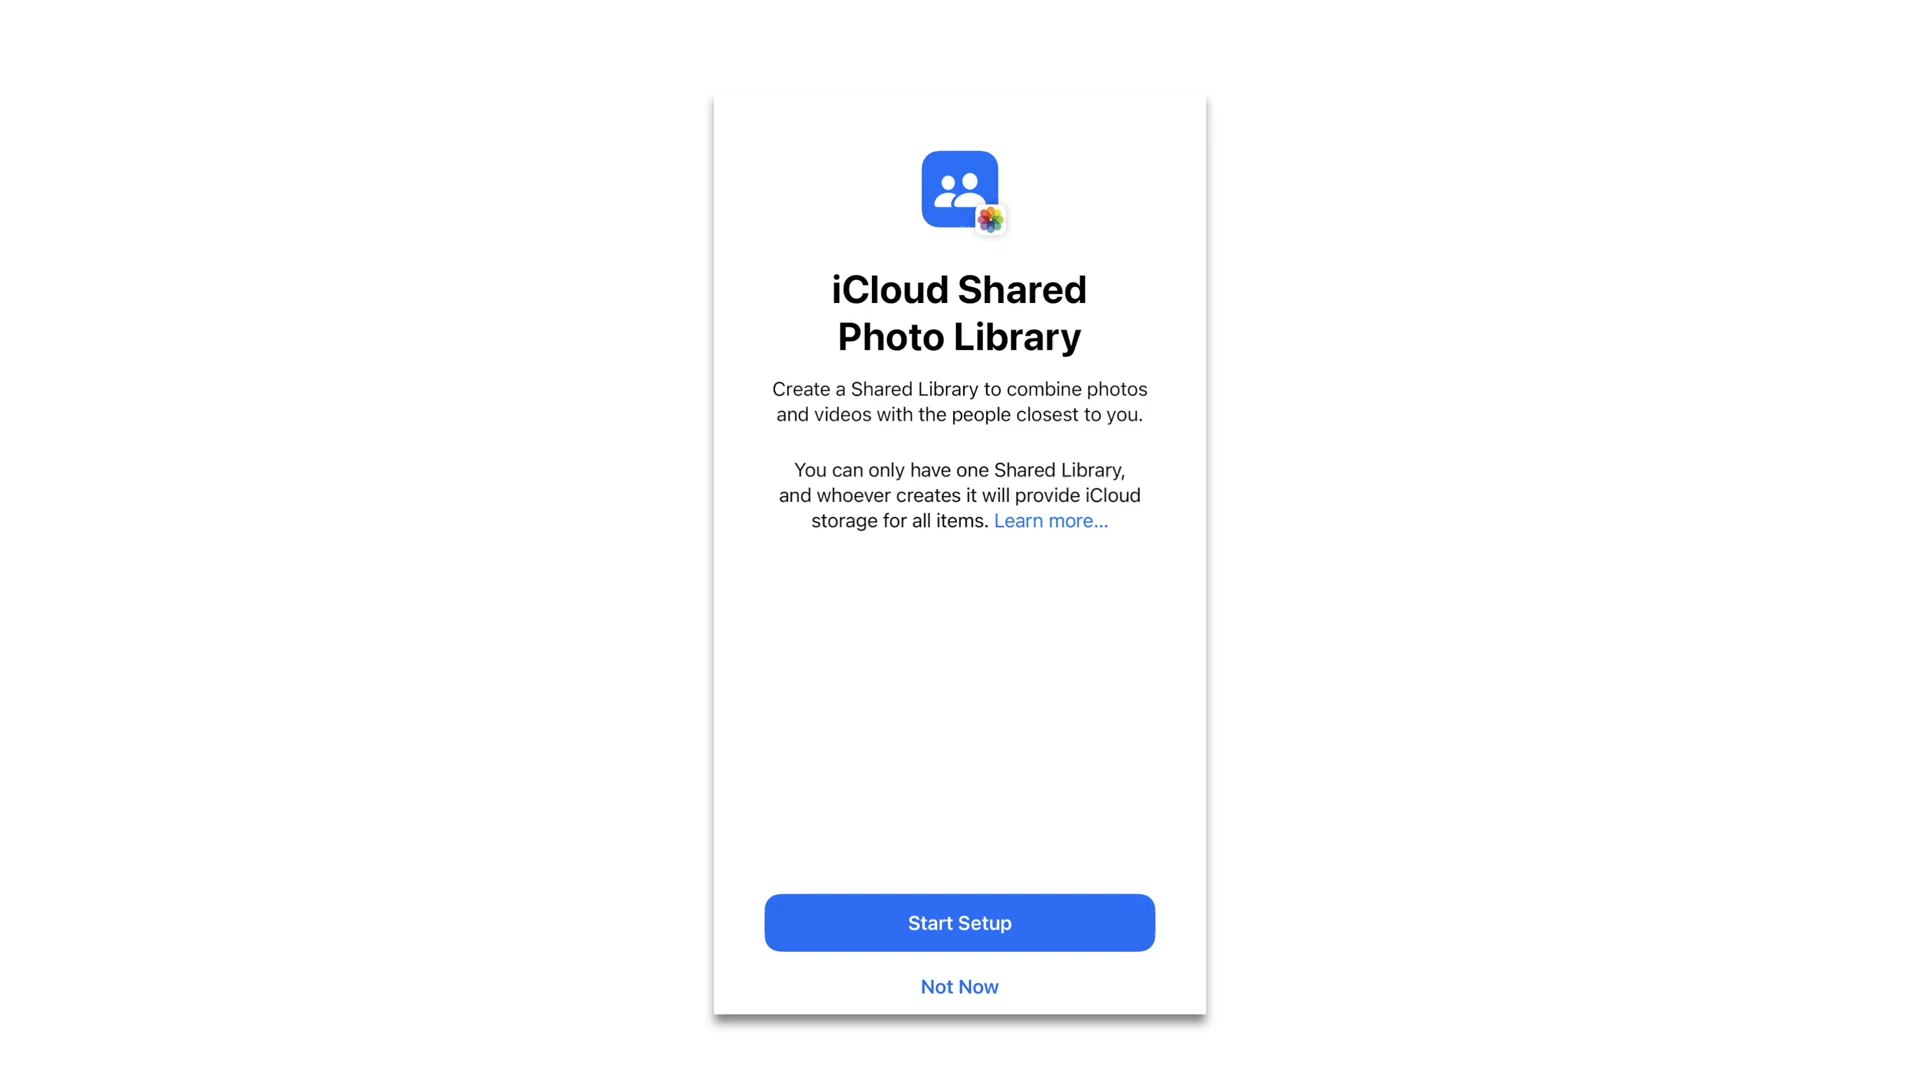 iCloud Shared
Photo Library
Create a Shared Library to combine photos
and videos with the people closest to you.
You can only have one Shared Library,
and whoever creates it will provide iCloud
storage for all items. Learn more...
Start Setup
Not Now